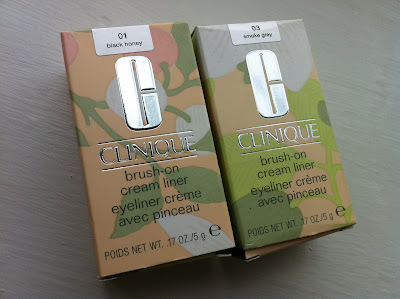 01
black honey
CLINIQUE
brush-on
cream liner
eyeliner crème
avec pinceau
POIDS NET WT. .17 OZ./5 g ℮
03
smoke grey
CLINIQUE
brush-on
cream liner
eyeliner crème
avec pinceau
POIDS NET WT. .17 OZ./5 g ℮